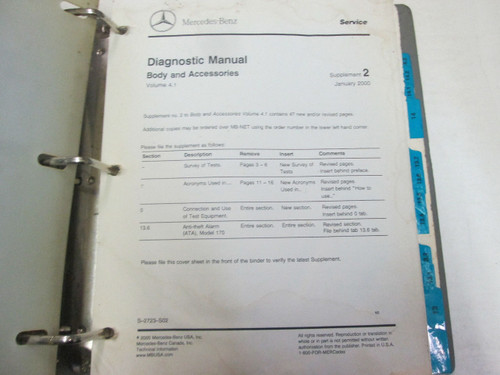 Mercedes-Benz
Service
Diagnostic Manual
Body and Accessories
Supplement 2
Volume 4.1
January 2000
Supplement no. 2 to Body and Accessories Volume 4.1 contains 47 new and/or revised pages.
Additional copies may be ordered over MB-NET using the order number in the lower left hand corner.
Please file the supplement as follows:
Section Description Remove Insert Comments
- Survey of Tests. Pages 5 – 6 New Survey of Revised pages.
Tests. Insert behind preface.
Acronyms Used in... Pages 11 – 16 New Acronyms Revised pages.
Used in... Insert behind "How to
use..."
Connection and Use Entire section. New section. Revised pages
of Test Equipment. Insert behind 0 tab.
13.6 Anti-theft Alarm Entire section. Entire section. Revised section.
(ATA), Model 170 File behind tab 13.6 tab.
Please file this cover sheet in the front of the binder to verify the latest Supplement.
© 2000 Mercedes-Benz USA, Inc.
Mercedes-Benz Canada, Inc.
Technical Information
www.MBUSA.com
All rights reserved. Reproduction or translation in
whole or in part is not permitted without written
authorization from the publisher. Printed in U.S.A.
1-800-FOR-MERCedes